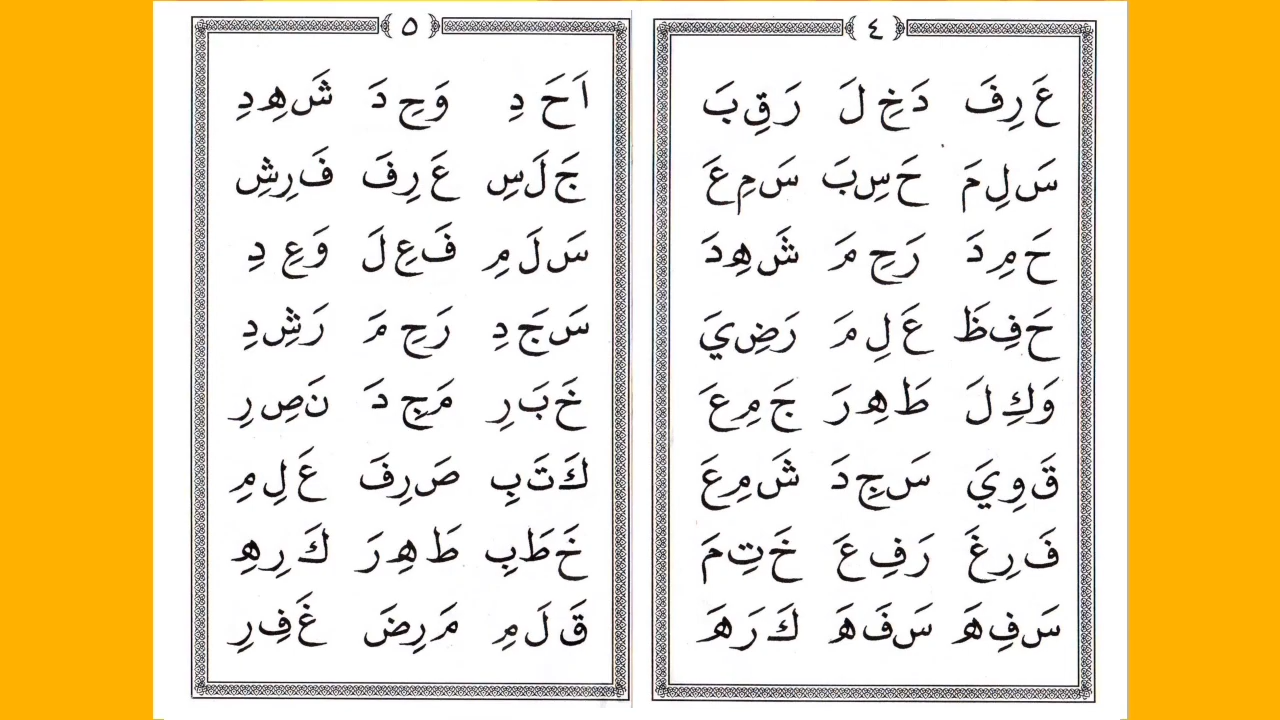 ٤
عَ رِ فَ دَ خِ لَ رَ قِ بَ
سَ لِ مَ حَ سِ بَ سَ مِ عَ
حَ مِ دَ رَ حِ مَ شَ هِ دَ
حَ فِ ظَ عَ لِ مَ رَ ضِ يَ
وَ كِ لَ طَ هِ رَ جَ مِ عَ
قَ وِ يَ سَ جِ دَ شَ مِ عَ
فَ رِ غَ رَ فِ عَ خَ تِ مَ
سَ فِ هَ سَ فَ هَ كَ رَ هَ
٥
اَ حَ دِ وَ حِ دَ شَ هِ دِ
جَ لَ سِ عَ رِ فَ فَ رِ شِ
سَ لَ مِ فَ عِ لَ وَ عِ دِ
سَ جَ دِ رَ حِ مَ رَ شِ دِ
خَ بَ رِ مَ جِ دَ نَ صِ رِ
كَ تَ بِ صَ رِ فَ عَ لِ مِ
خَ طَ بِ طَ هِ رَ كَ رِ هِ
قَ لَ مِ مَ رِ ضَ غَ فِ رِ